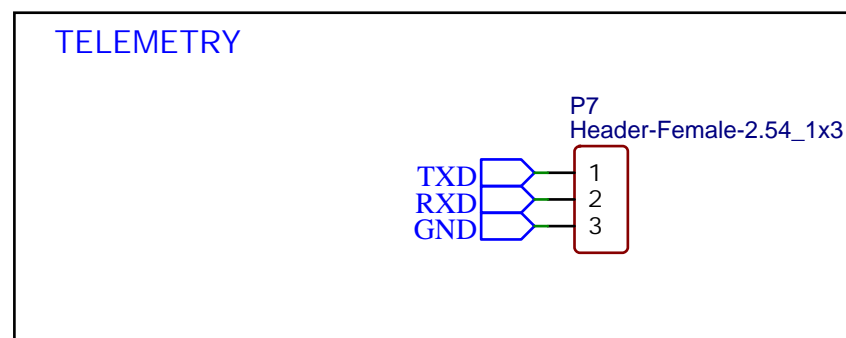 TELEMETRY
P7
Header-Female-2.54_1x3
TXD 1
RXD 2
GND 3